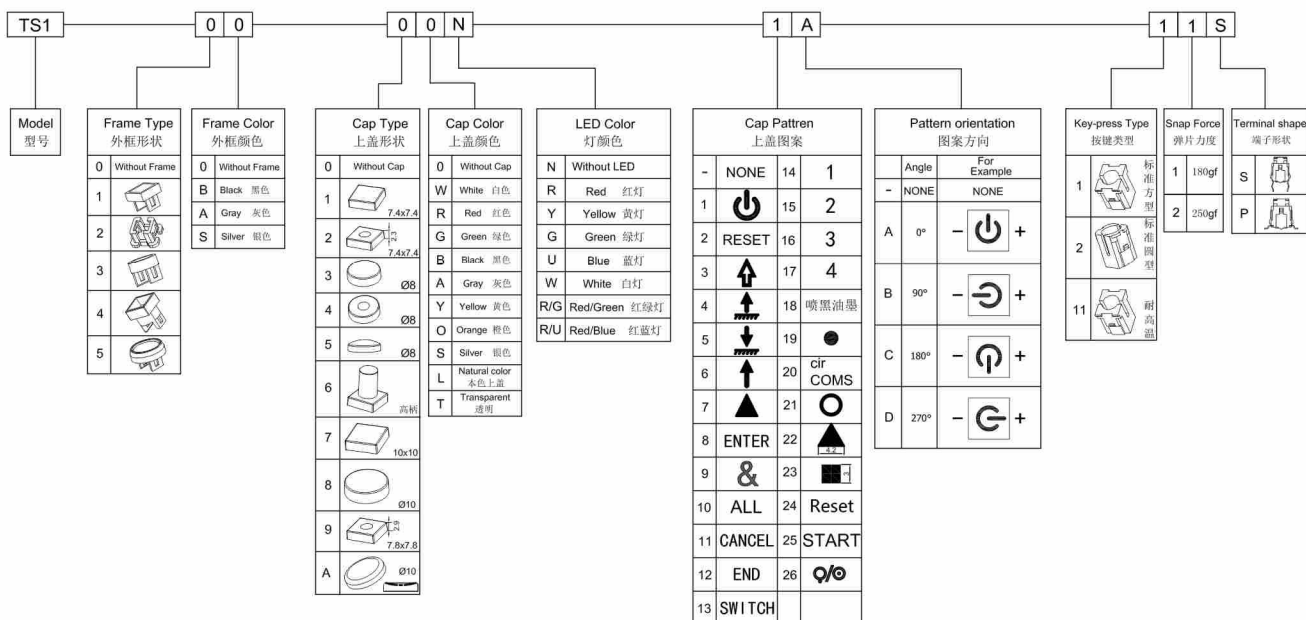 TS1 0 0 0 0 N 1 A 1 1 S
Model
型号
Frame Type
外框形状
0 Without Frame
1
2
3
4
5
Frame Color
外框颜色
0 Without Frame
B Black 黑色
A Gray 灰色
S Silver 银色
Cap Type
上盖形状
0 Without Cap
1 7.4x7.4
2 2.3
7.4x7.4
3 Ø8
4 Ø8
5 Ø8
6 高柄
7 10x10
8 Ø10
9 2.9
7.8x7.8
A Ø10
Cap Color
上盖颜色
0 Without Cap
W White 白色
R Red 红色
G Green 绿色
B Black 黑色
A Gray 灰色
Y Yellow 黄色
O Orange 橙色
S Silver 银色
L Natural color
本色上盖
T Transparent
透明
LED Color
灯颜色
N Without LED
R Red 红灯
Y Yellow 黄灯
G Green 绿灯
U Blue 蓝灯
W White 白灯
R/G Red/Green 红绿灯
R/U Red/Blue 红蓝灯
Cap Pattren
上盖图案
- NONE 14 1
1 15 2
2 RESET 16 3
3 17 4
4 18 喷黑油墨
5 19
6 20 cir
COMS
7 21
8 ENTER 22 4.2
9 & 23 3
10 ALL 24 Reset
11 CANCEL 25 START
12 END 26
13 SWITCH
Pattern orientation
图案方向
Angle For
Example
- NONE NONE
A 0° - +
B 90° - +
C 180° - +
D 270° - +
Key-press Type
按键类型
1 标准方型
2 标准圆型
11 耐高温
Snap Force
弹片力度
1 180gf
2 250gf
Terminal shape
端子形状
S
P